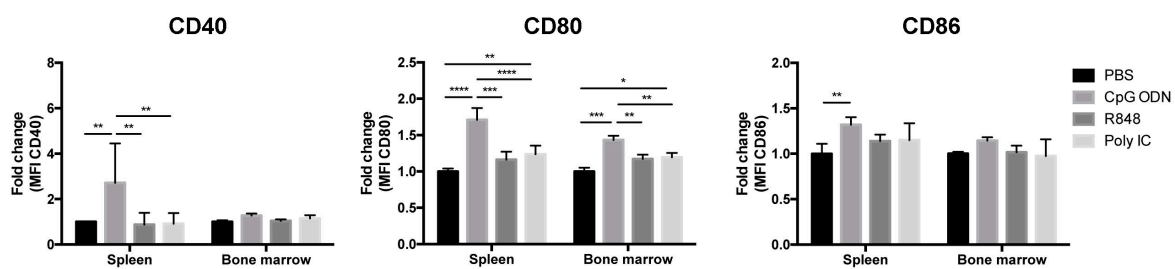 CD40
Fold change
(MFI CD40)
8
6
4
2
0
**
**
**
Spleen
Bone marrow
CD80
Fold change
(MFI CD80)
2.5
2.0
1.5
1.0
0.5
0.0
**
****
****
***
*
**
***
**
Spleen
Bone marrow
CD86
Fold change
(MFI CD86)
2.0
1.5
1.0
0.5
0.0
**
Spleen
Bone marrow
PBS
CpG ODN
R848
Poly IC